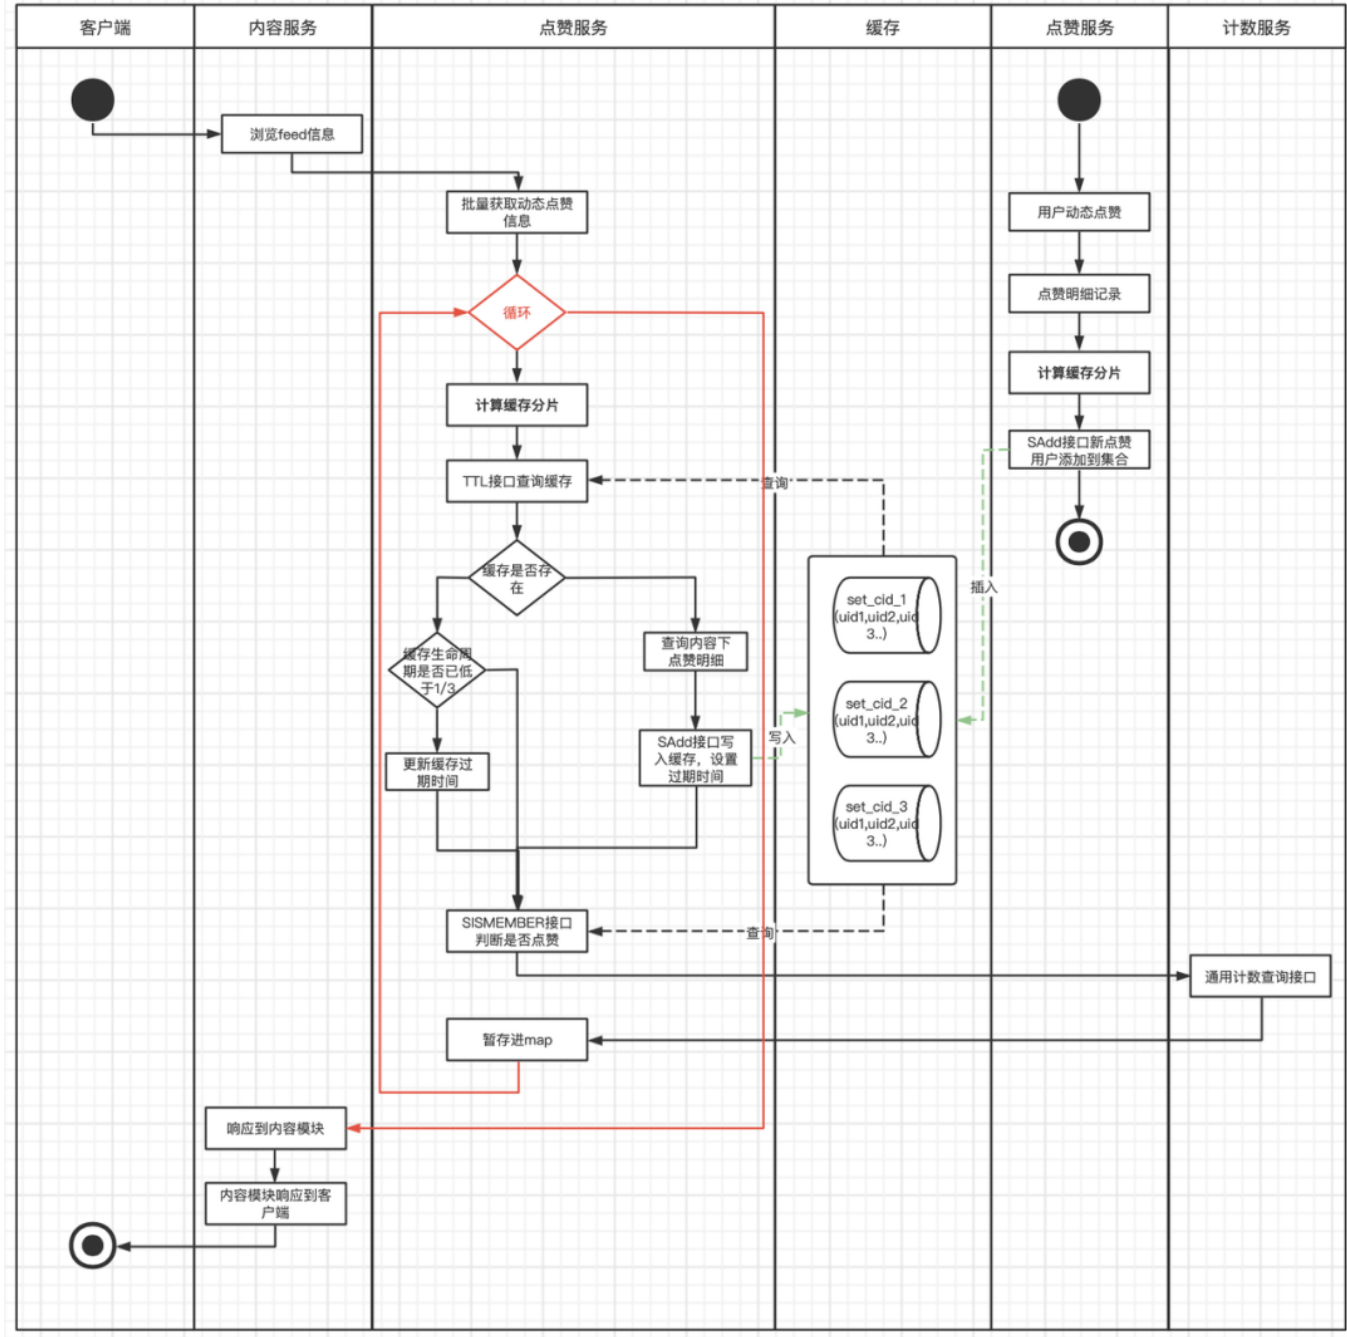 客户端
内容服务
点赞服务
缓存
点赞服务
计数服务
浏览feed信息
批量获取动态点赞
信息
循环
计算缓存分片
TTL接口查询缓存
查询
缓存是否存
在
缓存生命周
期是否已低
于1/3
查询内容下
点赞明细
更新缓存过
期时间
SAdd接口写
入缓存，设置
过期时间
写入
set_cid_1
(uid1,uid2,uid
3..)
set_cid_2
(uid1,uid2,uid
3..)
set_cid_3
(uid1,uid2,uid
3..)
SISMEMBER接口
判断是否点赞
查询
用户动态点赞
点赞明细记录
计算缓存分片
SAdd接口新点赞
用户添加到集合
插入
通用计数查询接口
暂存进map
响应到内容模块
内容模块响应到客
户端